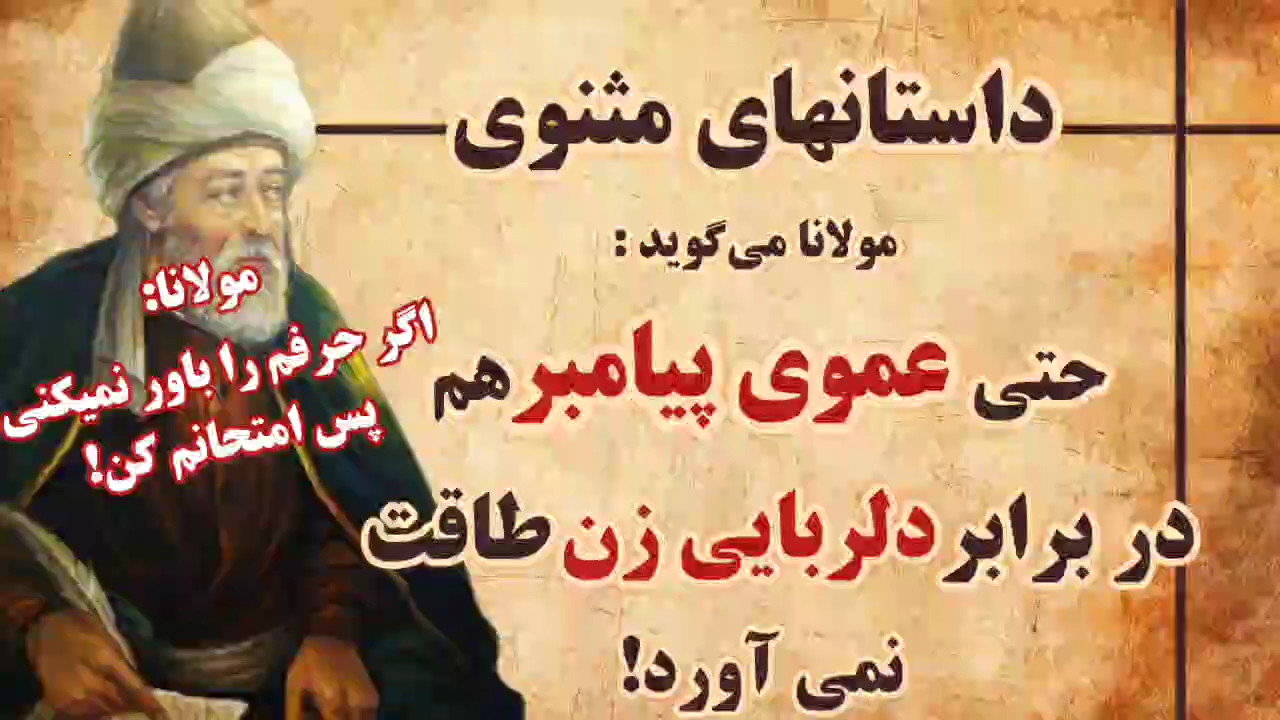 داستانهای مثنوی
مولانا می‌گوید :
حتی عموی پیامبر هم
در برابر دلربایی زن طاقت
نمی آورد!
مولانا:
اگر حرفم را باور نمیکنی
پس امتحانم کن!